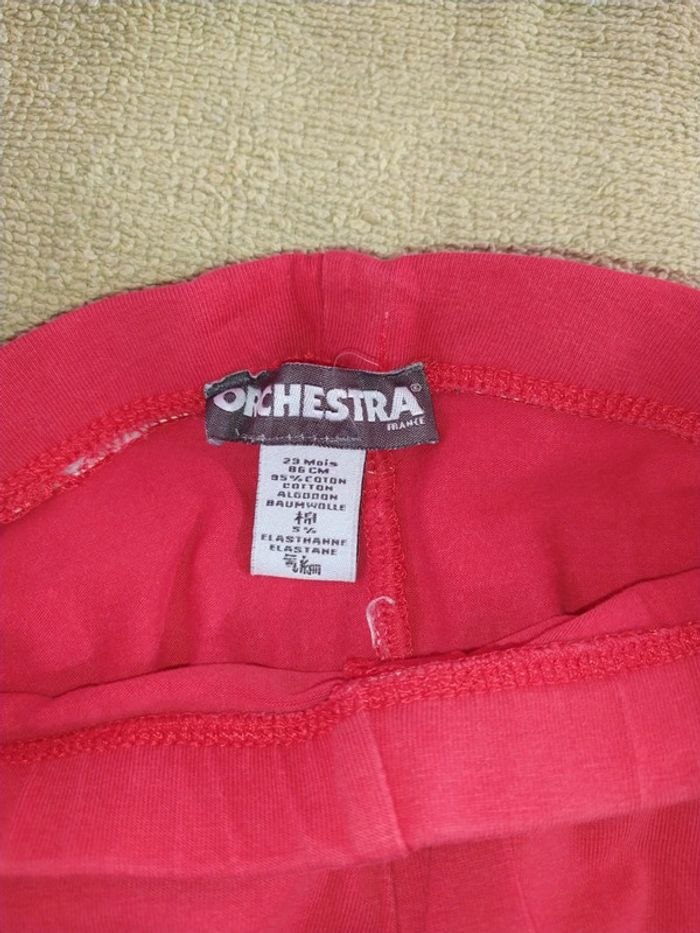 ORCHESTRA®
FRANCE
23 Mois
86 CM
95% COTON
COTTON
ALGODON
BAUMWOLLE
棉
5%
ELASTHANNE
ELASTANE